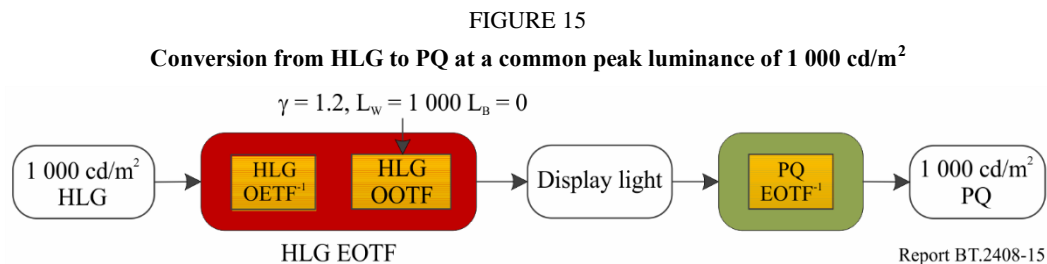 FIGURE 15
Conversion from HLG to PQ at a common peak luminance of 1 000 cd/m²
γ = 1.2, L_W = 1 000 L_B = 0
1 000 cd/m²
HLG
HLG
OETF⁻¹
HLG
OOTF
Display light
PQ
EOTF⁻¹
1 000 cd/m²
PQ
HLG EOTF
Report BT.2408-15